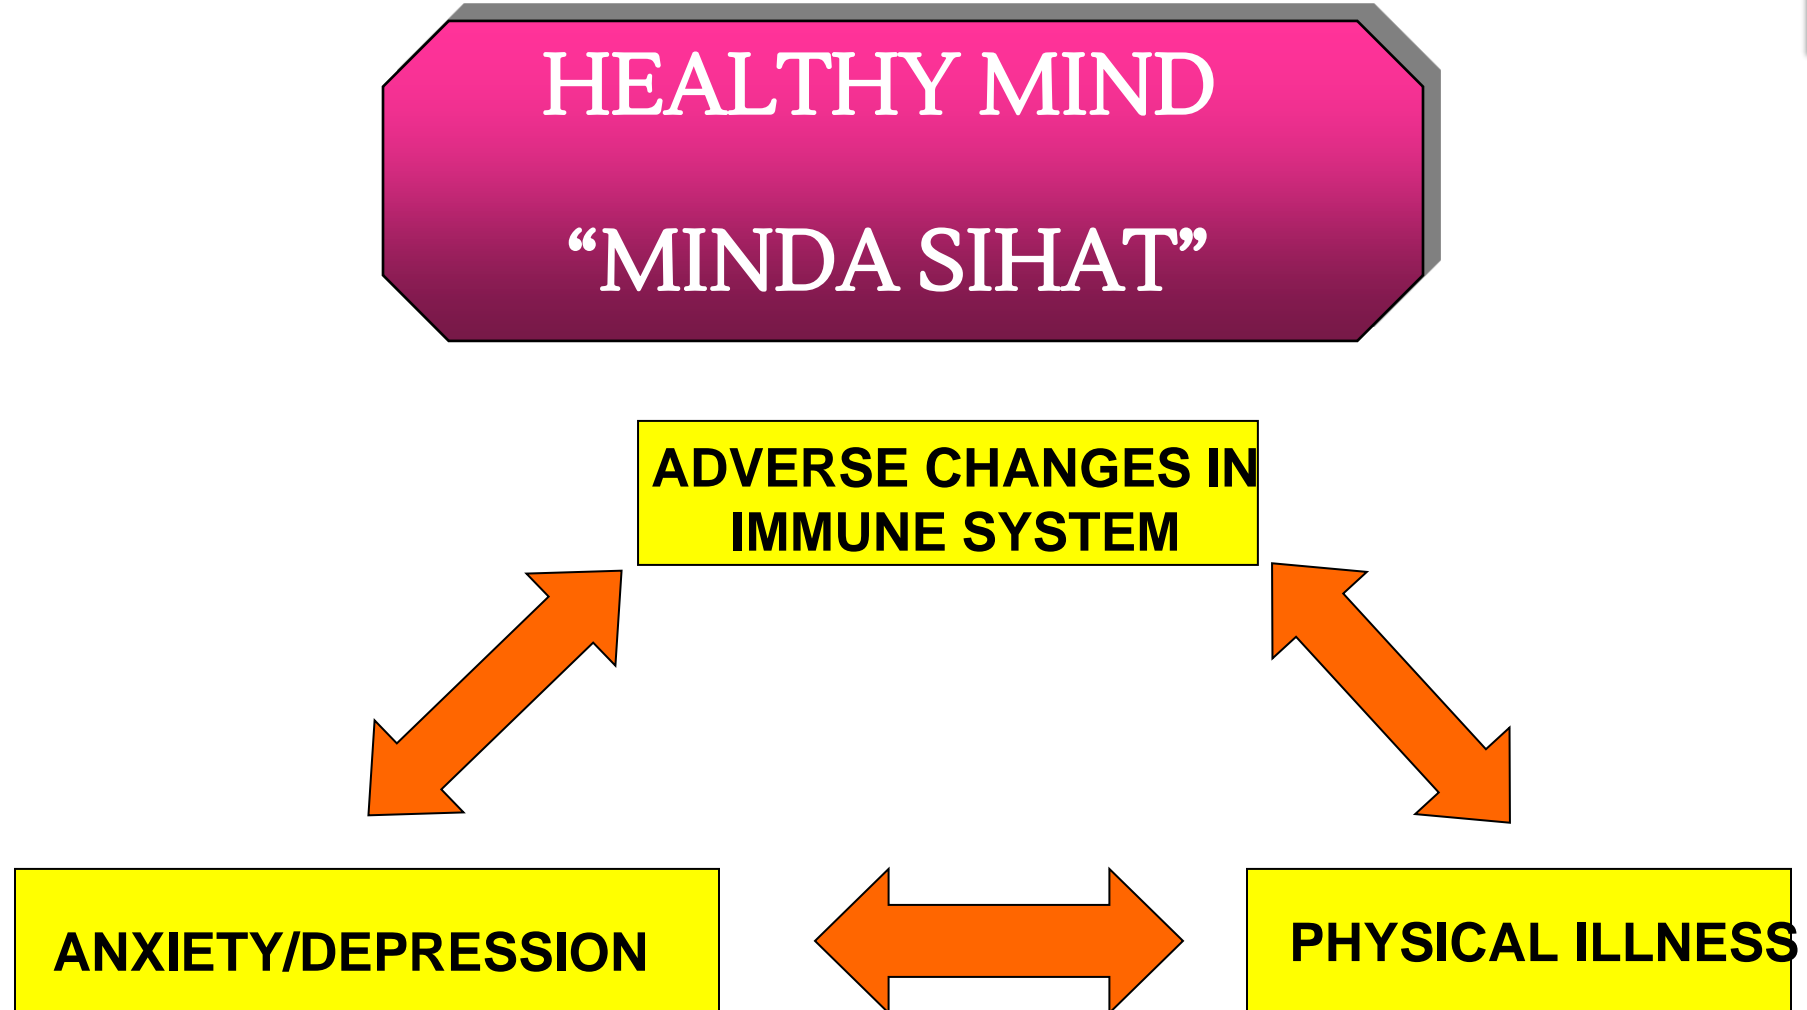 HEALTHY MIND
“MINDA SIHAT”
ADVERSE CHANGES IN
IMMUNE SYSTEM
ANXIETY/DEPRESSION
PHYSICAL ILLNESS